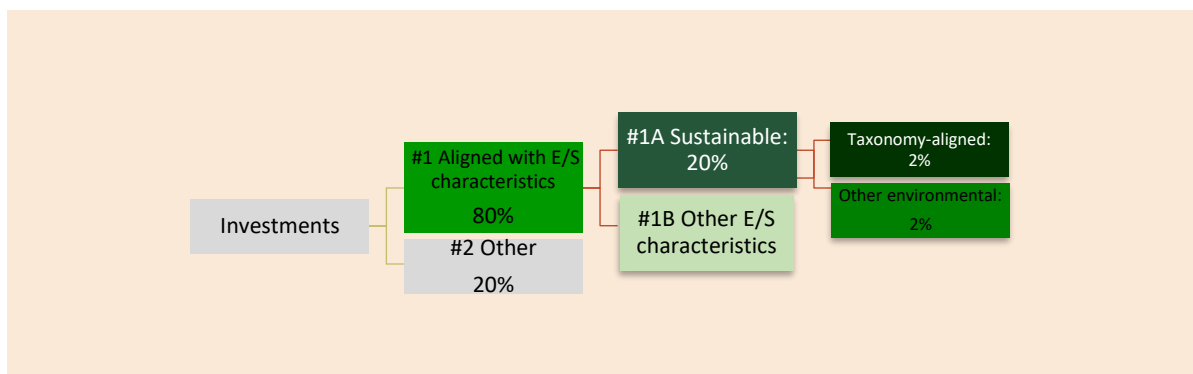 Investments
#1 Aligned with E/S
characteristics
80%
#2 Other
20%
#1A Sustainable:
20%
#1B Other E/S
characteristics
Taxonomy-aligned:
2%
Other environmental:
2%